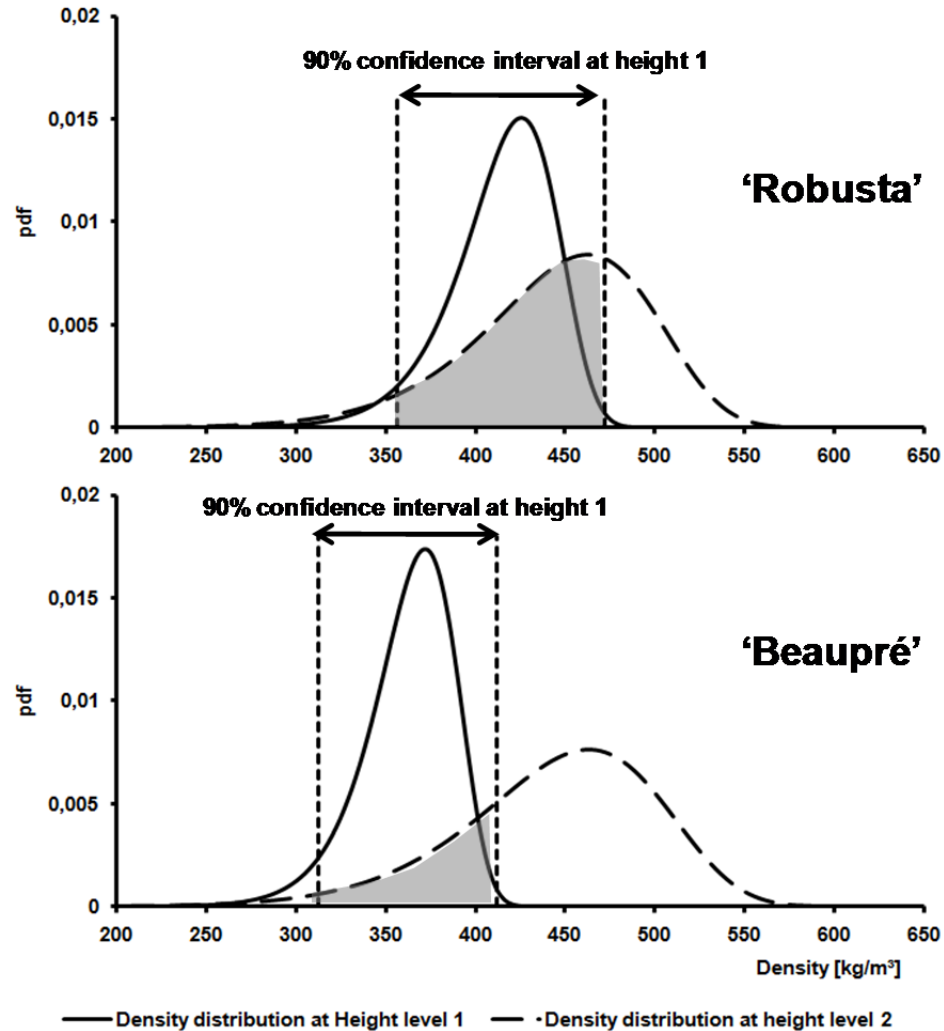 0,02
90% confidence interval at height 1
0,015
‘Robusta’
pdf
0,01
0,005
0
200 250 300 350 400 450 500 550 600 650
0,02
90% confidence interval at height 1
0,015
‘Beaupré’
pdf
0,01
0,005
0
200 250 300 350 400 450 500 550 600 650
Density [kg/m³]
Density distribution at Height level 1 Density distribution at height level 2